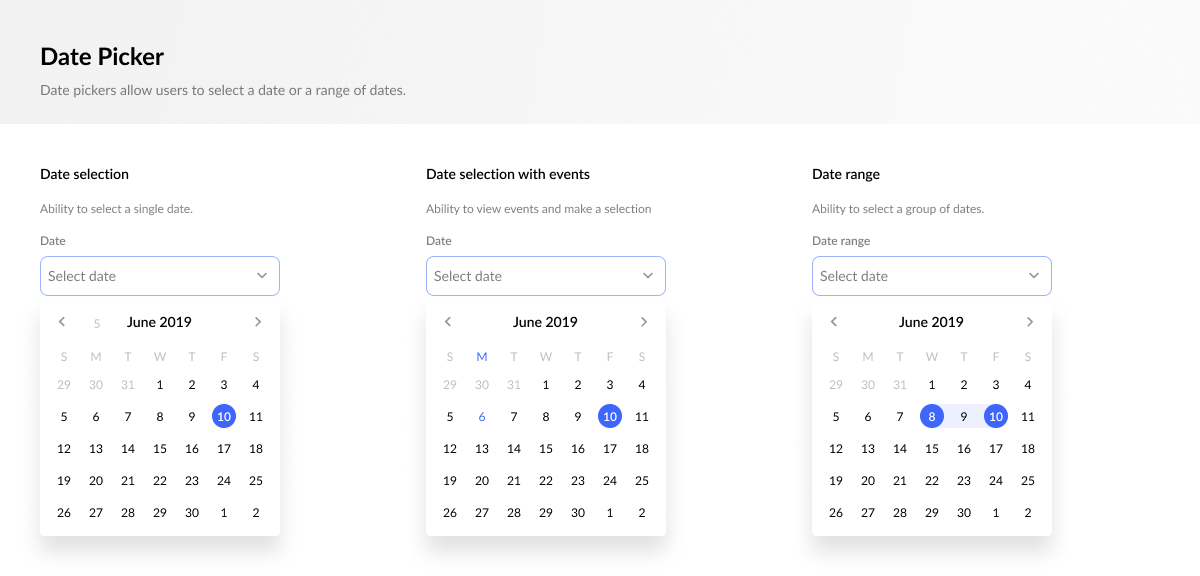 Date Picker
Date pickers allow users to select a date or a range of dates.
Date selection
Ability to select a single date.
Date
Select date
S June 2019
S M T W T F S
29 30 31 1 2 3 4
5 6 7 8 9 10 11
12 13 14 15 16 17 18
19 20 21 22 23 24 25
26 27 28 29 30 1 2
Date selection with events
Ability to view events and make a selection
Date
Select date
June 2019
S M T W T F S
29 30 31 1 2 3 4
5 6 7 8 9 10 11
12 13 14 15 16 17 18
19 20 21 22 23 24 25
26 27 28 29 30 1 2
Date range
Ability to select a group of dates.
Date range
Select date
June 2019
S M T W T F S
29 30 31 1 2 3 4
5 6 7 8 9 10 11
12 13 14 15 16 17 18
19 20 21 22 23 24 25
26 27 28 29 30 1 2